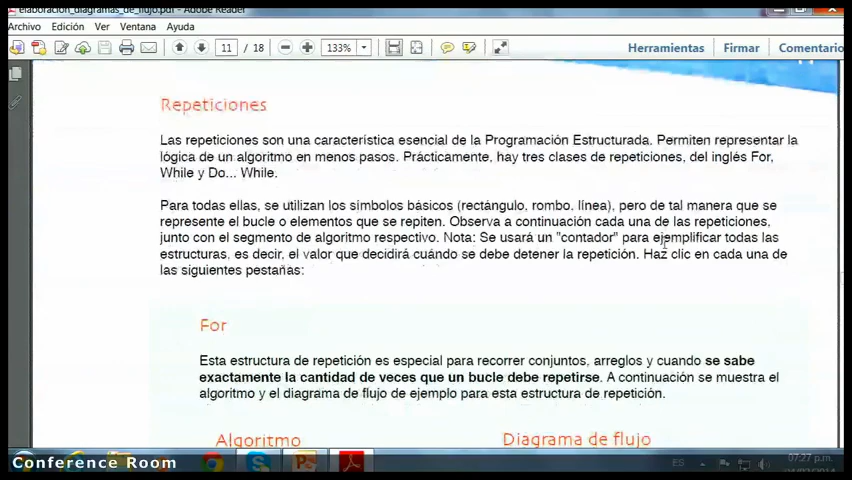 elaboracion_diagramas_de_flujo.pdf - Adobe Reader
Archivo Edición Ver Ventana Ayuda
11 / 18 133% Herramientas Firmar Comentario
Repeticiones
Las repeticiones son una característica esencial de la Programación Estructurada. Permiten representar la
lógica de un algoritmo en menos pasos. Prácticamente, hay tres clases de repeticiones, del inglés For,
While y Do... While.
Para todas ellas, se utilizan los símbolos básicos (rectángulo, rombo. línea), pero de tal manera que se
represente el bucle o elementos que se repiten. Observa a continuación cada una de las repeticiones,
junto con el segmento de algoritmo respectivo. Nota: Se usará un "contador" para ejemplificar todas las
estructuras, es decir, el valor que decidirá cuándo se debe detener la repetición. Haz clic en cada una de
las siguientes pestañas:
For
Esta estructura de repetición es especial para recorrer conjuntos, arreglos y cuando se sabe
exactamente la cantidad de veces que un bucle debe repetirse. A continuación se muestra el
algoritmo y el diagrama de flujo de ejemplo para esta estructura de repetición.
Algoritmo Diagrama de flujo
Conference Room ES 07:27 p.m.